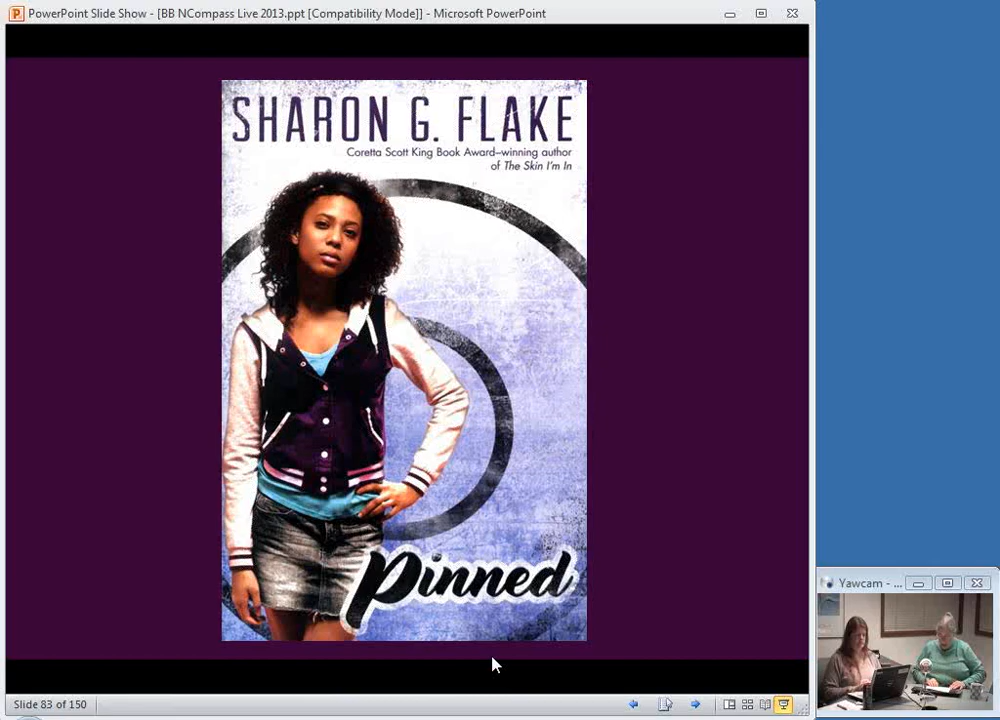 PowerPoint Slide Show - [BB NCompass Live 2013.ppt [Compatibility Mode]] - Microsoft PowerPoint
SHARON G. FLAKE
Coretta Scott King Book Award–winning author
of The Skin I'm In
Pinned
Yawcam - ...
Slide 83 of 150